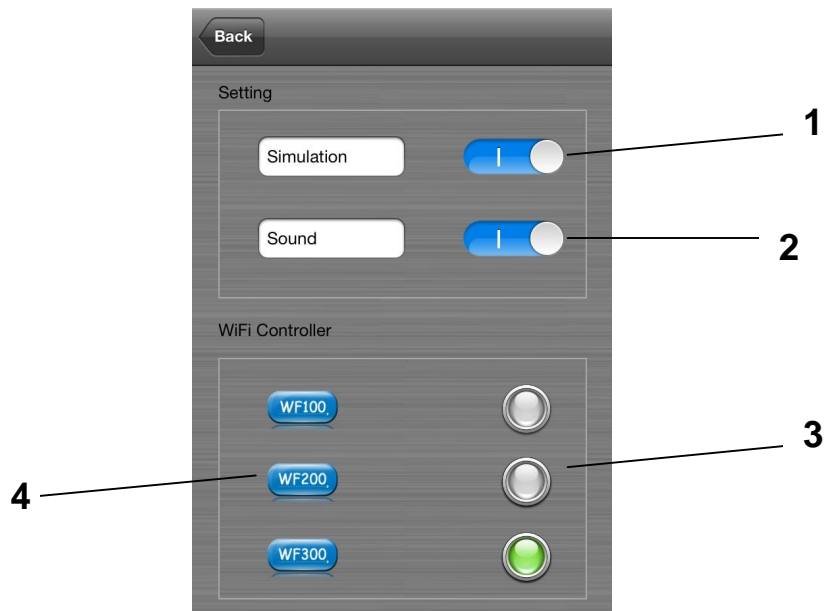 Back
Setting
Simulation
1
Sound
2
WiFi Controller
WF100
3
WF200
4
WF300